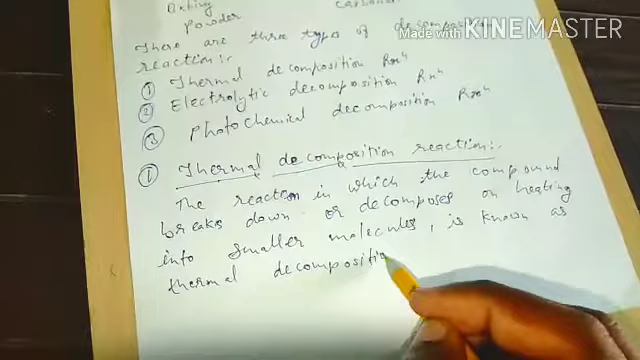 Baking
carbona
Powder
There are three types of decomposition
reaction:-
① Thermal decomposition Rxⁿ
② Electrolytic decomposition Rxⁿ
③ Photochemical decomposition Rxⁿ
① Thermal decomposition reaction:-
The reaction in which the compound
breaks down or decomposes on heating
into smaller molecules, is known as
thermal decompositio
Made with KINEMASTER